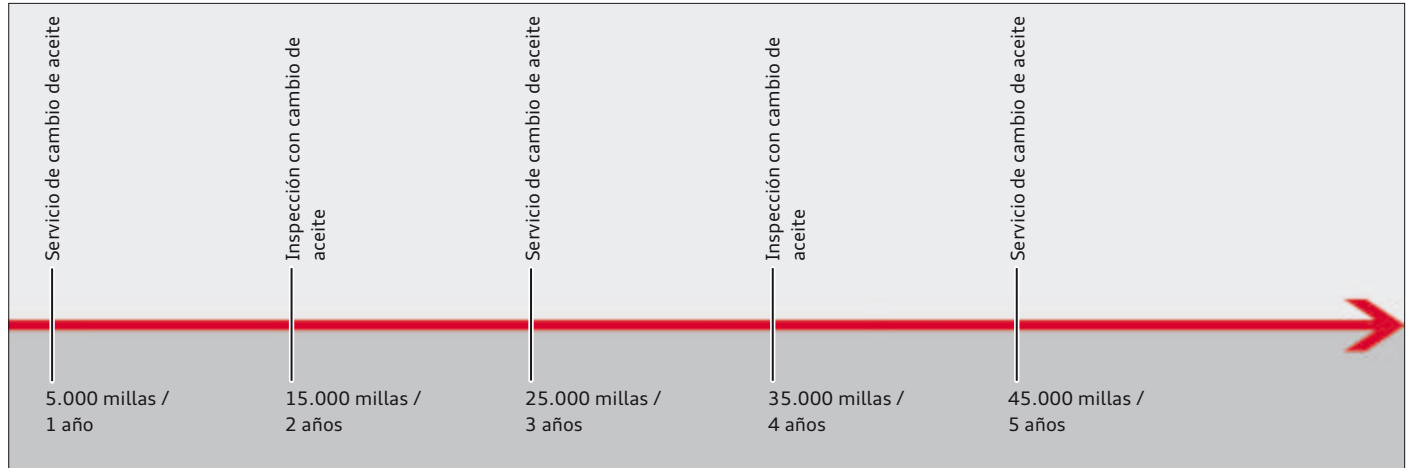 Servicio de cambio de aceite
Inspección con cambio de
aceite
Servicio de cambio de aceite
Inspección con cambio de
aceite
Servicio de cambio de aceite
5.000 millas /
1 año
15.000 millas /
2 años
25.000 millas /
3 años
35.000 millas /
4 años
45.000 millas /
5 años